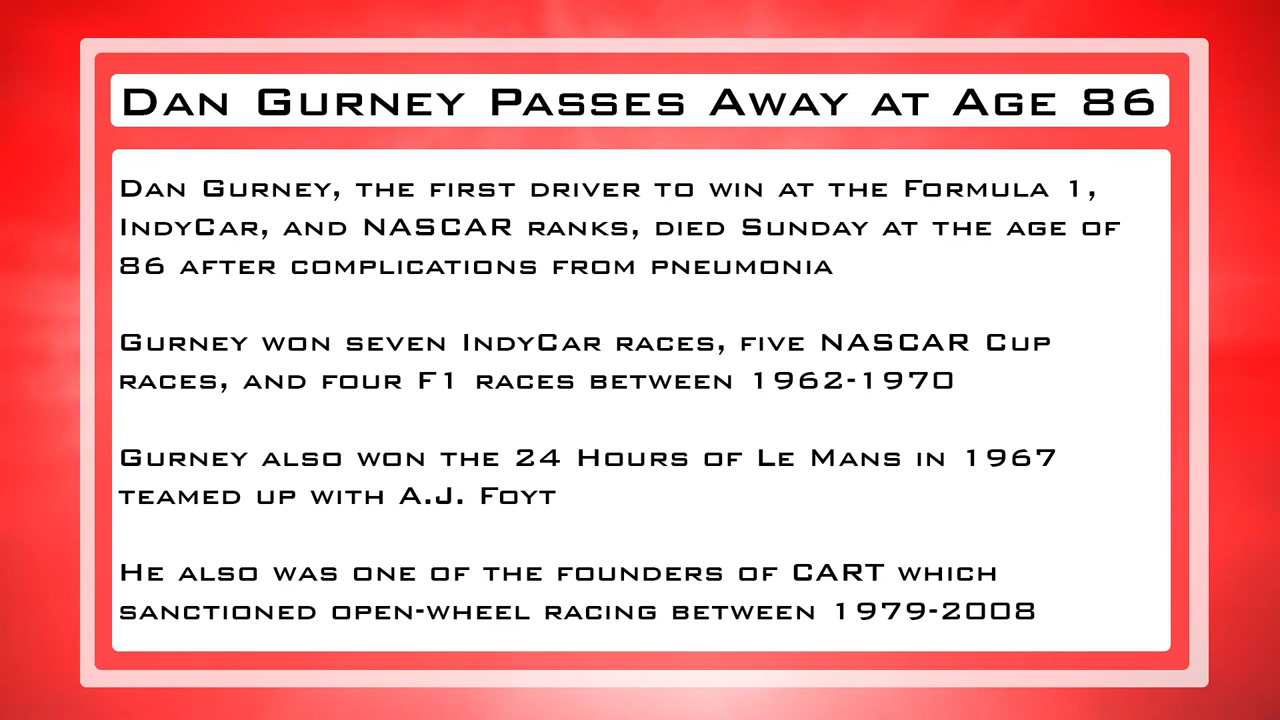 Dan Gurney Passes Away at Age 86
Dan Gurney, the first driver to win at the Formula 1,
IndyCar, and NASCAR ranks, died Sunday at the age of
86 after complications from pneumonia
Gurney won seven IndyCar races, five NASCAR Cup
races, and four F1 races between 1962-1970
Gurney also won the 24 Hours of Le Mans in 1967
teamed up with A.J. Foyt
He also was one of the founders of CART which
sanctioned open-wheel racing between 1979-2008